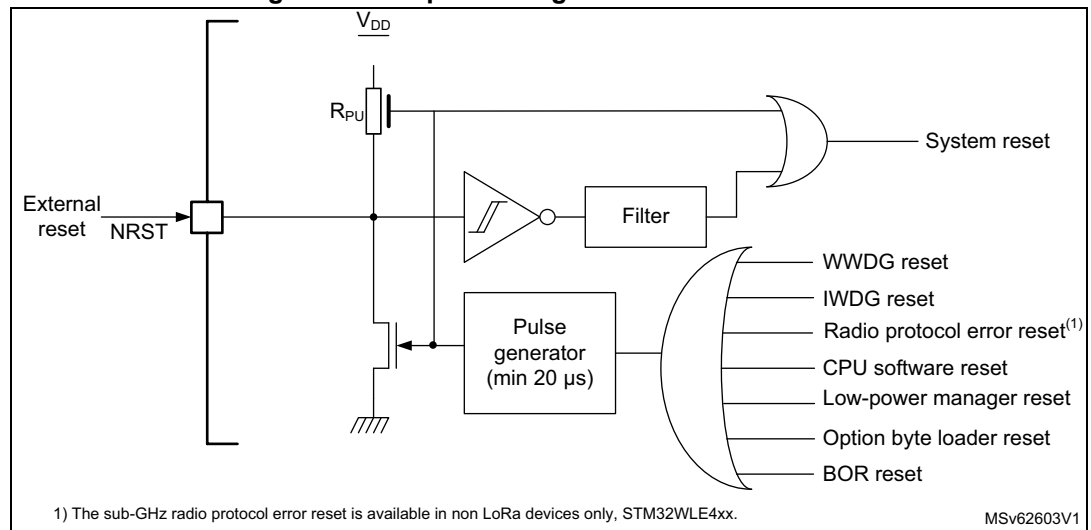 V_DD
R_PU
System reset
External
reset
NRST
Filter
WWDG reset
IWDG reset
Radio protocol error reset(1)
CPU software reset
Low-power manager reset
Option byte loader reset
BOR reset
Pulse
generator
(min 20 µs)
1) The sub-GHz radio protocol error reset is available in non LoRa devices only, STM32WLE4xx.
MSv62603V1